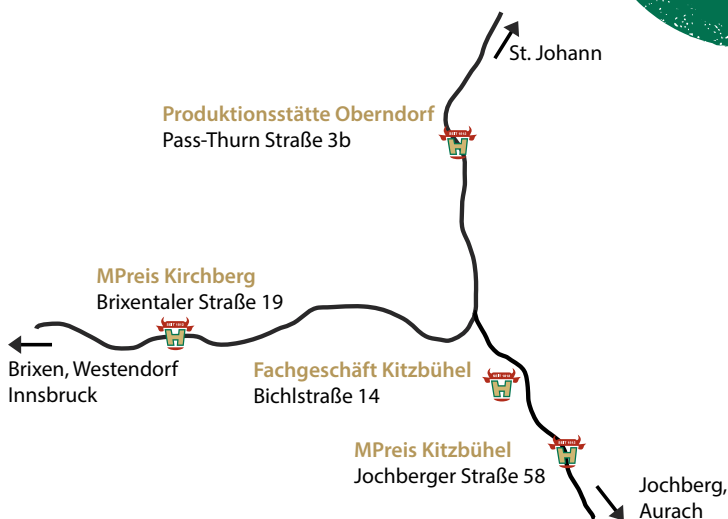 St. Johann
Produktionsstätte Oberndorf
Pass-Thurn Straße 3b
MPreis Kirchberg
Brixentaler Straße 19
Brixen, Westendorf
Innsbruck
Fachgeschäft Kitzbühel
Bichlstraße 14
MPreis Kitzbühel
Jochberger Straße 58
Jochberg,
Aurach